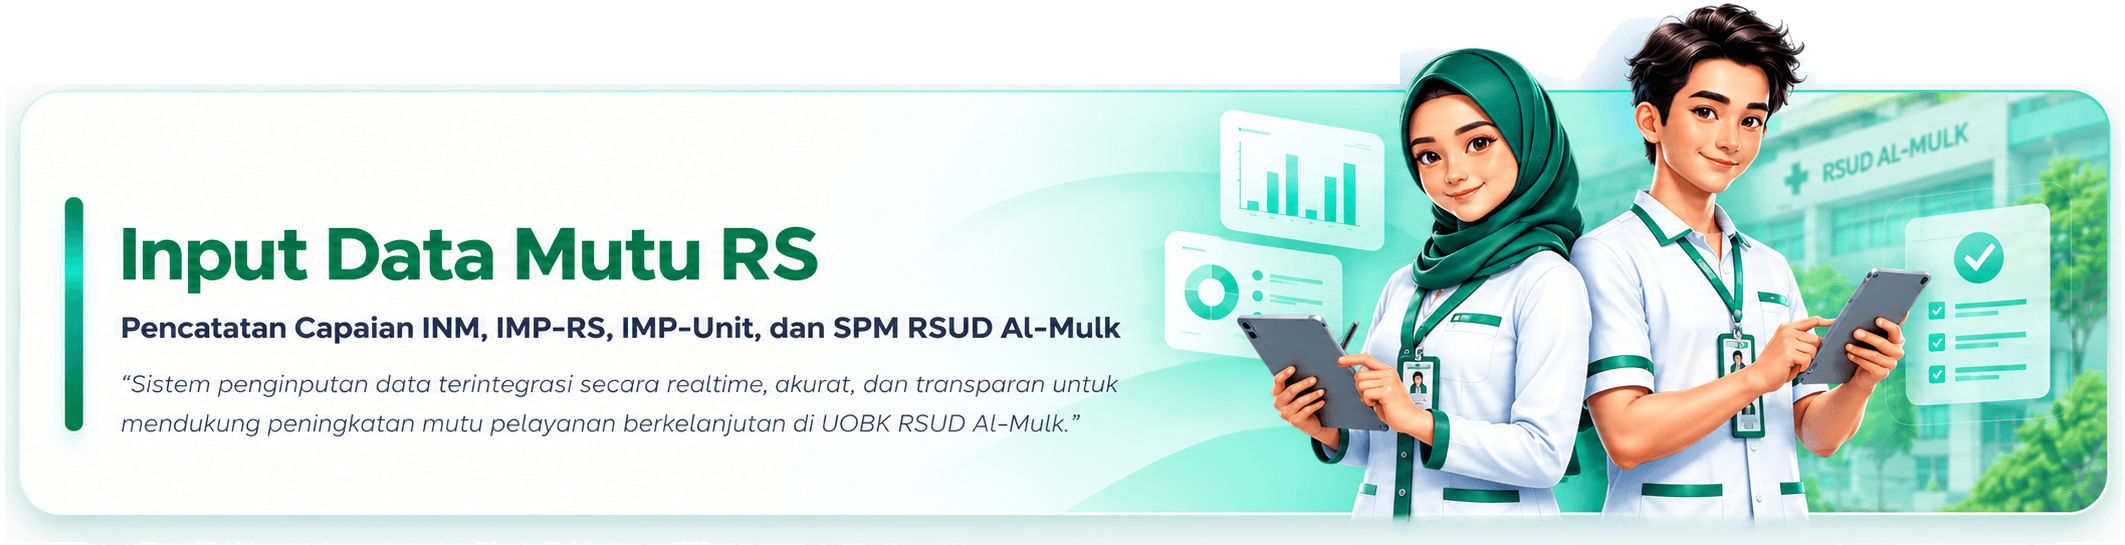 Input Data Mutu RS
Pencatatan Capaian INM, IMP-RS, IMP-Unit, dan SPM RSUD Al-Mulk
“Sistem penginputan data terintegrasi secara realtime, akurat, dan transparan untuk
mendukung peningkatan mutu pelayanan berkelanjutan di UOBK RSUD Al-Mulk.”
RSUD AL-MULK